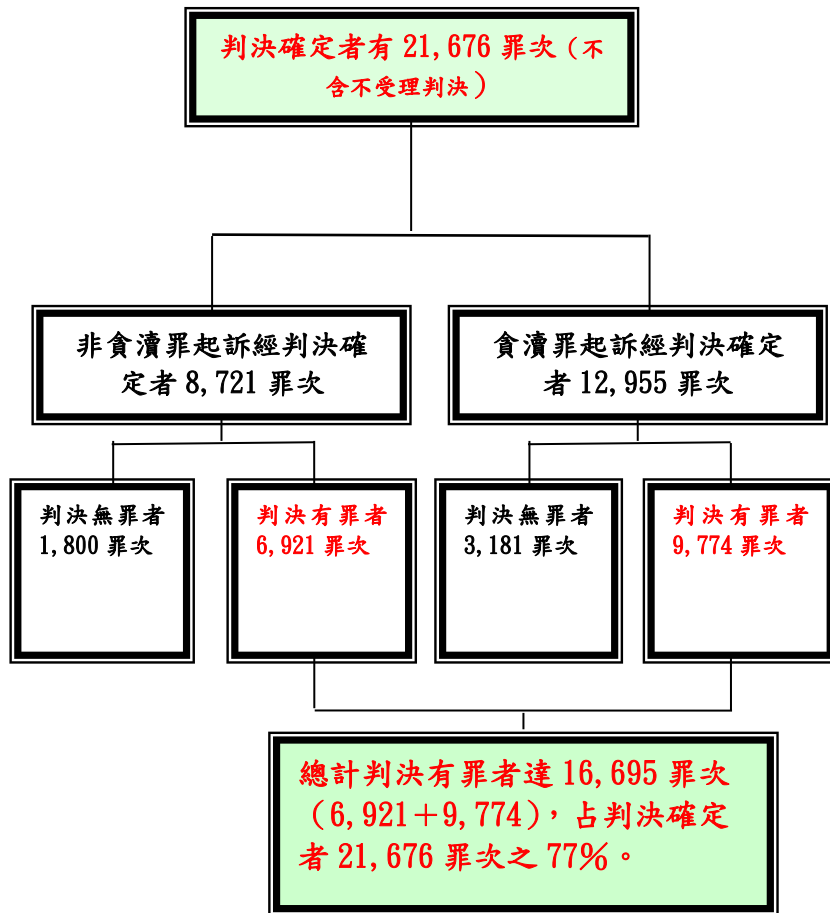 判決確定者有 21,676 罪次（不
含不受理判決）
非貪瀆罪起訴經判決確
定者 8,721 罪次
貪瀆罪起訴經判決確定
者 12,955 罪次
判決無罪者
1,800 罪次
判決有罪者
6,921 罪次
判決無罪者
3,181 罪次
判決有罪者
9,774 罪次
總計判決有罪者達 16,695 罪次
（6,921＋9,774），占判決確定
者 21,676 罪次之 77％。